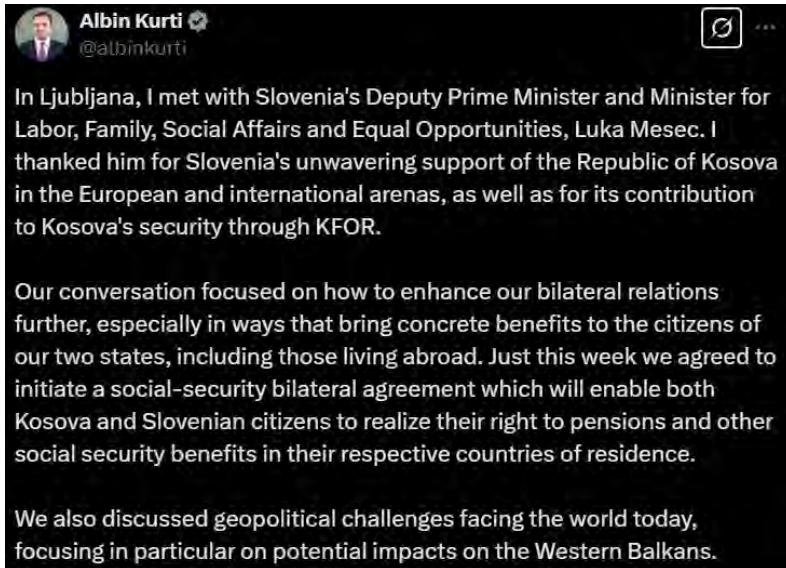 Albin Kurti
@albinkurti
In Ljubljana, I met with Slovenia's Deputy Prime Minister and Minister for
Labor, Family, Social Affairs and Equal Opportunities, Luka Mesec. I
thanked him for Slovenia's unwavering support of the Republic of Kosova
in the European and international arenas, as well as for its contribution
to Kosova's security through KFOR.
Our conversation focused on how to enhance our bilateral relations
further, especially in ways that bring concrete benefits to the citizens of
our two states, including those living abroad. Just this week we agreed to
initiate a social-security bilateral agreement which will enable both
Kosova and Slovenian citizens to realize their right to pensions and other
social security benefits in their respective countries of residence.
We also discussed geopolitical challenges facing the world today,
focusing in particular on potential impacts on the Western Balkans.